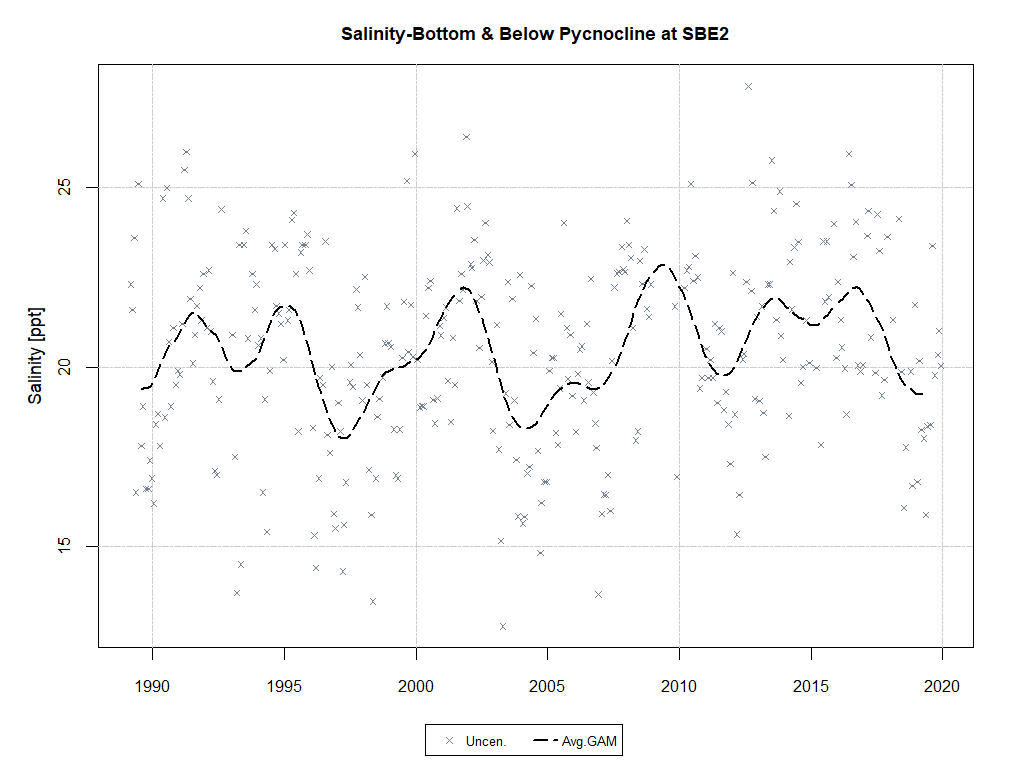 Salinity-Bottom & Below Pycnocline at SBE2
Salinity [ppt]
25
20
15
1990 1995 2000 2005 2010 2015 2020
Uncen. Avg.GAM